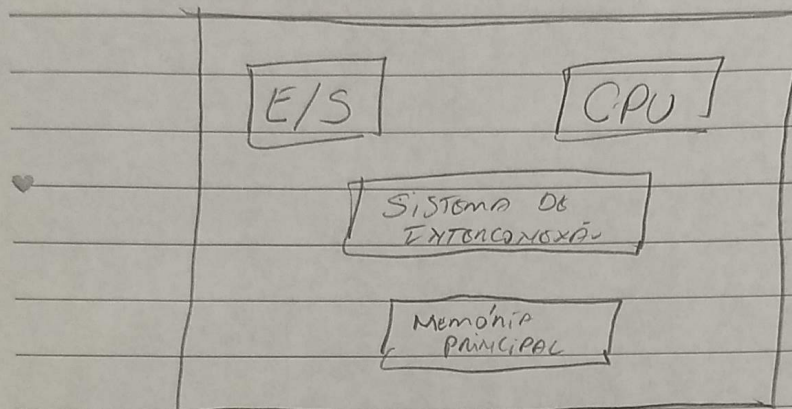 E/S
CPU
SISTEMA DE
INTERCONEXÃO
MEMÓRIA
PRINCIPAL